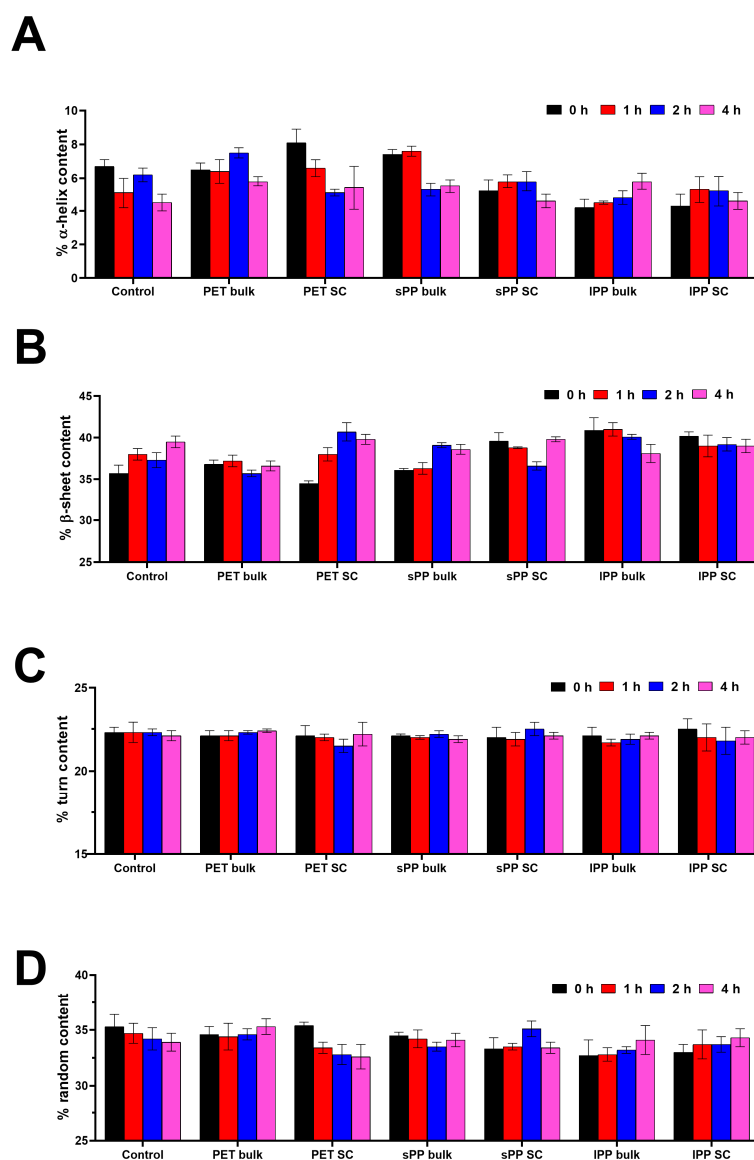 A
0 h 1 h 2 h 4 h
10
8
6
4
2
0
% α-helix content
Control PET bulk PET SC sPP bulk sPP SC IPP bulk IPP SC
B
0 h 1 h 2 h 4 h
45
40
35
30
25
% β-sheet content
Control PET bulk PET SC sPP bulk sPP SC IPP bulk IPP SC
C
0 h 1 h 2 h 4 h
25
20
15
% turn content
Control PET bulk PET SC sPP bulk sPP SC IPP bulk IPP SC
D
0 h 1 h 2 h 4 h
40
35
30
25
% random content
Control PET bulk PET SC sPP bulk sPP SC IPP bulk IPP SC